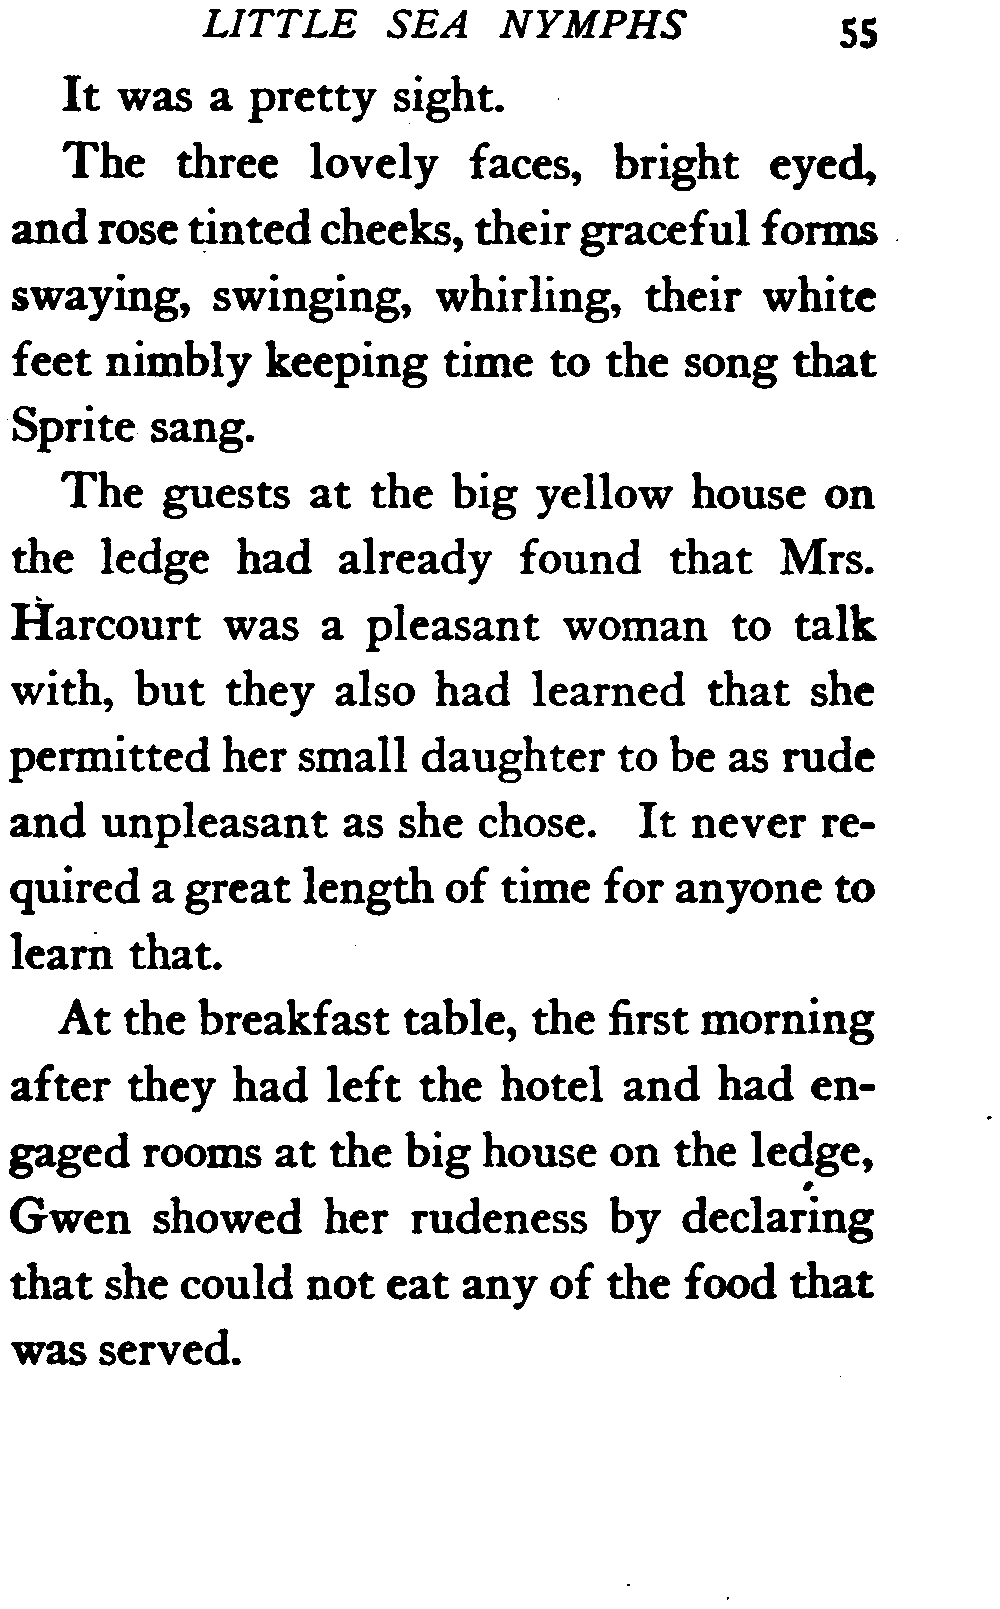 LITTLE SEA NYMPHS 55
It was a pretty sight.
The three lovely faces, bright eyed,
and rose tinted cheeks, their graceful forms
swaying, swinging, whirling, their white
feet nimbly keeping time to the song that
Sprite sang.
The guests at the big yellow house on
the ledge had already found that Mrs.
Harcourt was a pleasant woman to talk
with, but they also had learned that she
permitted her small daughter to be as rude
and unpleasant as she chose. It never re-
quired a great length of time for anyone to
learn that.
At the breakfast table, the first morning
after they had left the hotel and had en-
gaged rooms at the big house on the ledge,
Gwen showed her rudeness by declaring
that she could not eat any of the food that
was served.